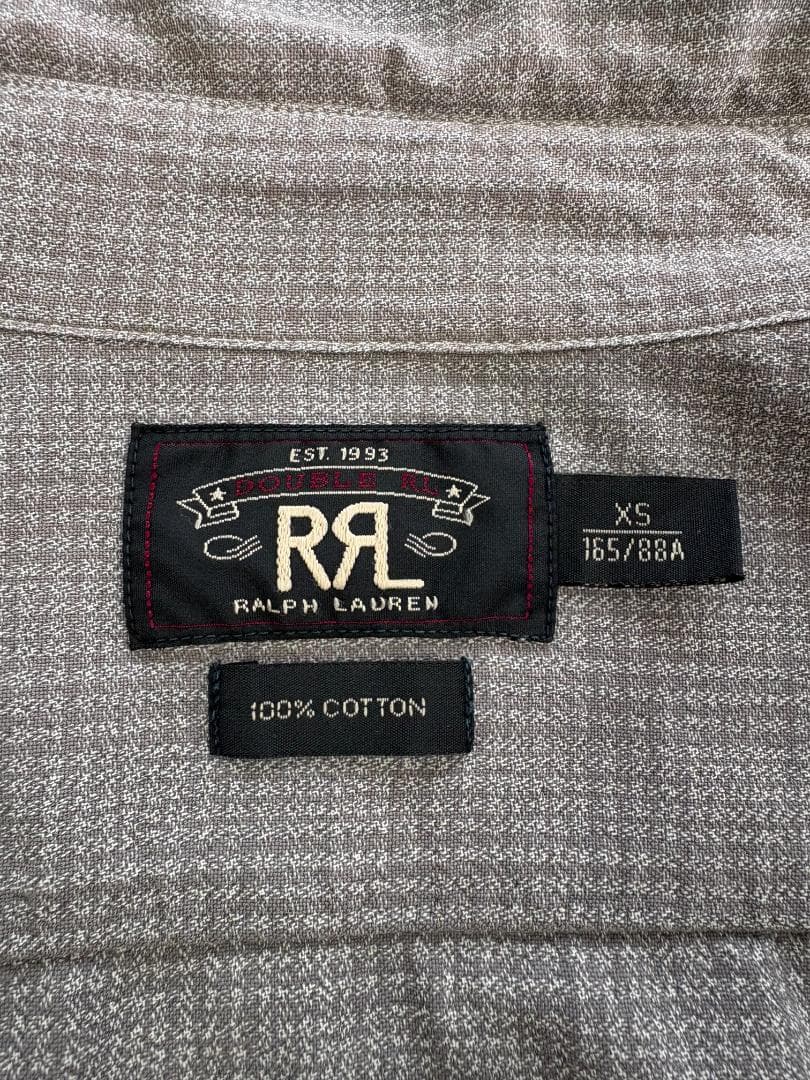 EST. 1993
DOUBLE RL
RRL
RALPH LAUREN
XS
165/88A
100% COTTON